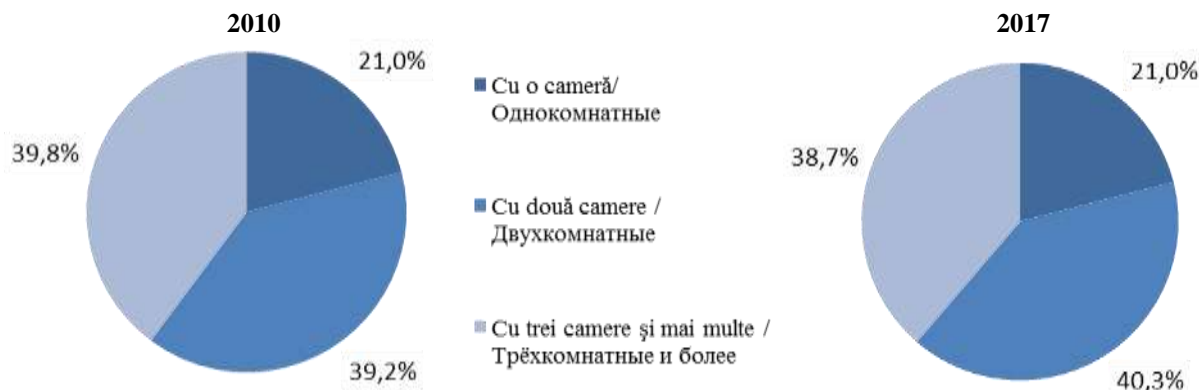 2010
2017
21,0%
39,8%
39,2%
Cu o cameră/
Однокомнатные
Cu două camere /
Двухкомнатные
Cu trei camere și mai multe /
Трёхкомнатные и более
21,0%
38,7%
40,3%